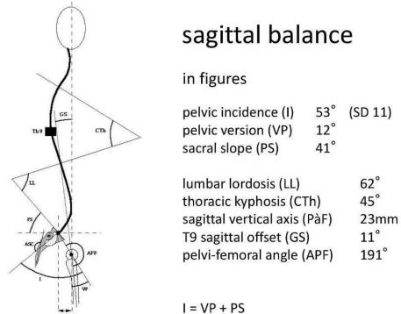 sagittal balance
in figures
pelvic incidence (I) 53° (SD 11)
pelvic version (VP) 12°
sacral slope (PS) 41°
lumbar lordosis (LL) 62°
thoracic kyphosis (CTh) 45°
sagittal vertical axis (PàF) 23mm
T9 sagittal offset (GS) 11°
pelvi-femoral angle (APF) 191°
I = VP + PS
GS
Th9
CTh
LL
PS
ASC
APF
I
VP